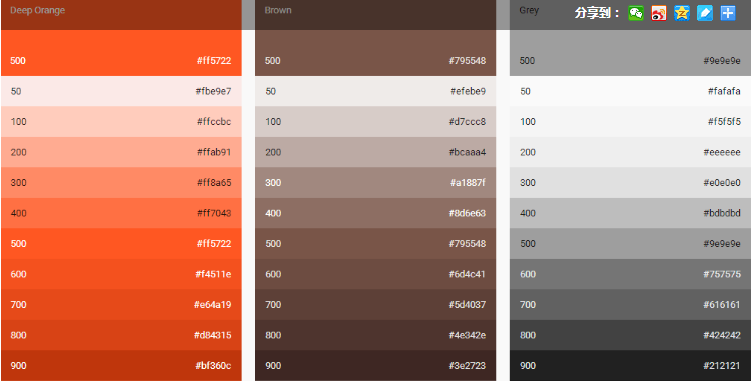 Deep Orange
500 #ff5722
50 #fbe9e7
100 #ffccbc
200 #ffab91
300 #ff8a65
400 #ff7043
500 #ff5722
600 #f4511e
700 #e64a19
800 #d84315
900 #bf360c
Brown
500 #795548
50 #efebe9
100 #d7ccc8
200 #bcaaa4
300 #a1887f
400 #8d6e63
500 #795548
600 #6d4c41
700 #5d4037
800 #4e342e
900 #3e2723
Grey
分享到：
500 #9e9e9e
50 #fafafa
100 #f5f5f5
200 #eeeeee
300 #e0e0e0
400 #bdbdbd
500 #9e9e9e
600 #757575
700 #616161
800 #424242
900 #212121